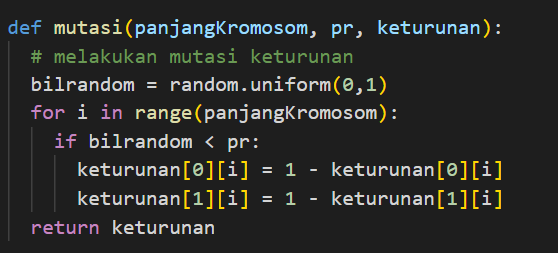 def mutasi(panjangKromosom, pr, keturunan):
  # melakukan mutasi keturunan
  bilrandom = random.uniform(0,1)
  for i in range(panjangKromosom):
    if bilrandom < pr:
      keturunan[0][i] = 1 - keturunan[0][i]
      keturunan[1][i] = 1 - keturunan[1][i]
  return keturunan